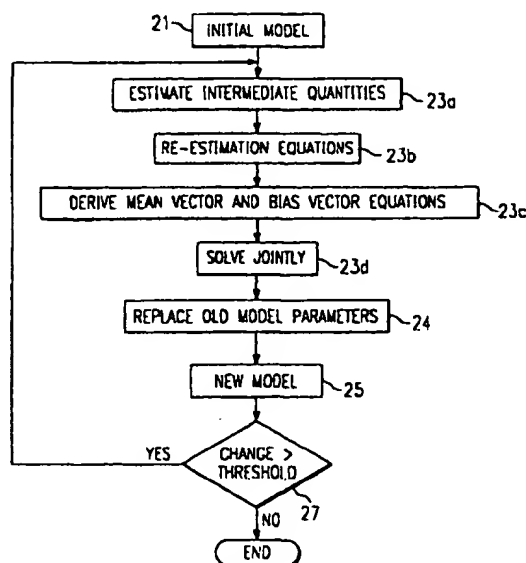 21
INITIAL MODEL
ESTIMATE INTERMEDIATE QUANTITIES
23a
RE-ESTIMATION EQUATIONS
23b
DERIVE MEAN VECTOR AND BIAS VECTOR EQUATIONS
23c
SOLVE JOINTLY
23d
REPLACE OLD MODEL PARAMETERS
24
NEW MODEL
25
YES
CHANGE >
THRESHOLD
27
NO
END